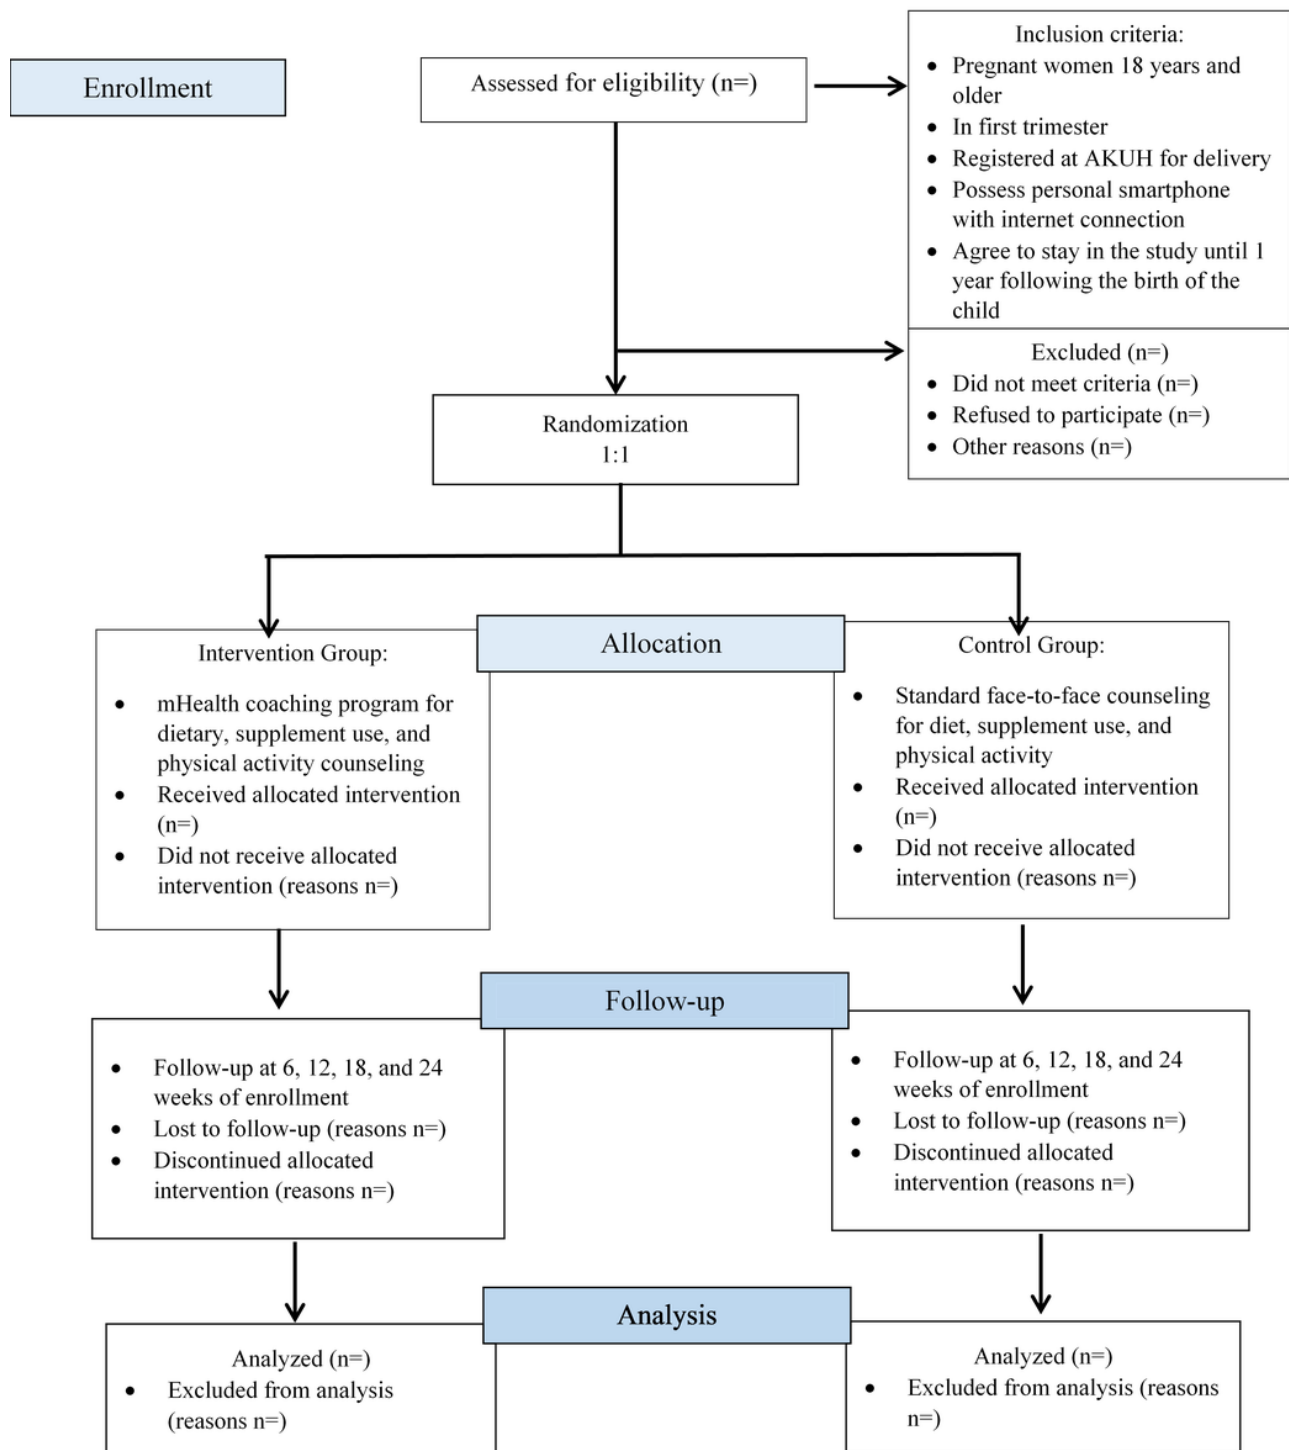 Enrollment
Assessed for eligibility (n=)
Inclusion criteria:
• Pregnant women 18 years and
older
• In first trimester
• Registered at AKUH for delivery
• Possess personal smartphone
with internet connection
• Agree to stay in the study until 1
year following the birth of the
child
Excluded (n=)
• Did not meet criteria (n=)
• Refused to participate (n=)
• Other reasons (n=)
Randomization
1:1
Allocation
Intervention Group:
• mHealth coaching program for
dietary, supplement use, and
physical activity counseling
• Received allocated intervention
(n=)
• Did not receive allocated
intervention (reasons n=)
Control Group:
• Standard face-to-face counseling
for diet, supplement use, and
physical activity
• Received allocated intervention
(n=)
• Did not receive allocated
intervention (reasons n=)
Follow-up
• Follow-up at 6, 12, 18, and 24
weeks of enrollment
• Lost to follow-up (reasons n=)
• Discontinued allocated
intervention (reasons n=)
• Follow-up at 6, 12, 18, and 24
weeks of enrollment
• Lost to follow-up (reasons n=)
• Discontinued allocated
intervention (reasons n=)
Analysis
Analyzed (n=)
• Excluded from analysis
(reasons n=)
Analyzed (n=)
• Excluded from analysis (reasons
n=)